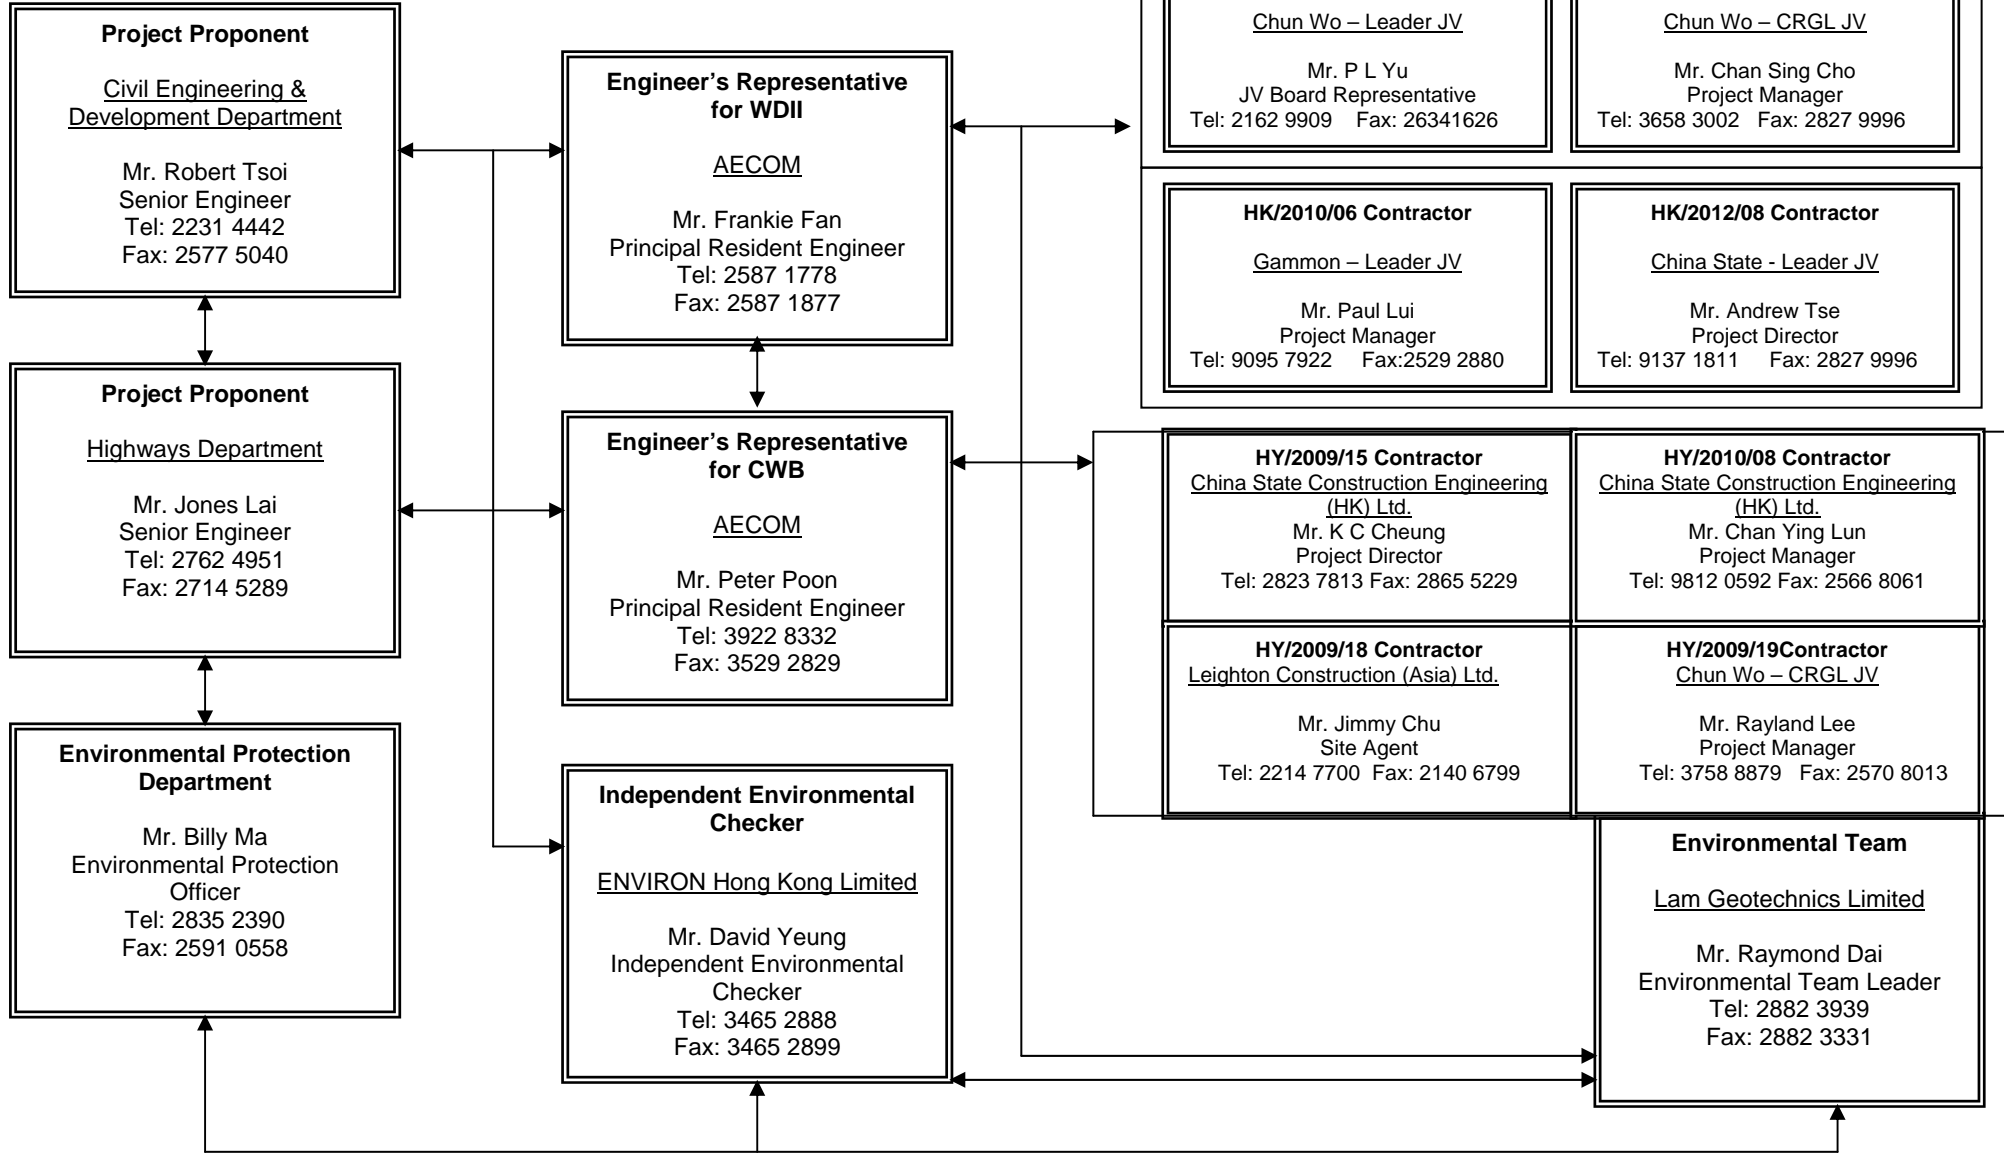 Project Proponent
Civil Engineering &
Development Department
Mr. Robert Tsoi
Senior Engineer
Tel: 2231 4442
Fax: 2577 5040
Project Proponent
Highways Department
Mr. Jones Lai
Senior Engineer
Tel: 2762 4951
Fax: 2714 5289
Environmental Protection
Department
Mr. Billy Ma
Environmental Protection
Officer
Tel: 2835 2390
Fax: 2591 0558
Engineer’s Representative
for WDII
AECOM
Mr. Frankie Fan
Principal Resident Engineer
Tel: 2587 1778
Fax: 2587 1877
Engineer’s Representative
for CWB
AECOM
Mr. Peter Poon
Principal Resident Engineer
Tel: 3922 8332
Fax: 3529 2829
Independent Environmental
Checker
ENVIRON Hong Kong Limited
Mr. David Yeung
Independent Environmental
Checker
Tel: 3465 2888
Fax: 3465 2899
Chun Wo – Leader JV
Mr. P L Yu
JV Board Representative
Tel: 2162 9909 Fax: 26341626
Chun Wo – CRGL JV
Mr. Chan Sing Cho
Project Manager
Tel: 3658 3002 Fax: 2827 9996
HK/2010/06 Contractor
Gammon – Leader JV
Mr. Paul Lui
Project Manager
Tel: 9095 7922 Fax:2529 2880
HK/2012/08 Contractor
China State - Leader JV
Mr. Andrew Tse
Project Director
Tel: 9137 1811 Fax: 2827 9996
HY/2009/15 Contractor
China State Construction Engineering
(HK) Ltd.
Mr. K C Cheung
Project Director
Tel: 2823 7813 Fax: 2865 5229
HY/2010/08 Contractor
China State Construction Engineering
(HK) Ltd.
Mr. Chan Ying Lun
Project Manager
Tel: 9812 0592 Fax: 2566 8061
HY/2009/18 Contractor
Leighton Construction (Asia) Ltd.
Mr. Jimmy Chu
Site Agent
Tel: 2214 7700 Fax: 2140 6799
HY/2009/19Contractor
Chun Wo – CRGL JV
Mr. Rayland Lee
Project Manager
Tel: 3758 8879 Fax: 2570 8013
Environmental Team
Lam Geotechnics Limited
Mr. Raymond Dai
Environmental Team Leader
Tel: 2882 3939
Fax: 2882 3331